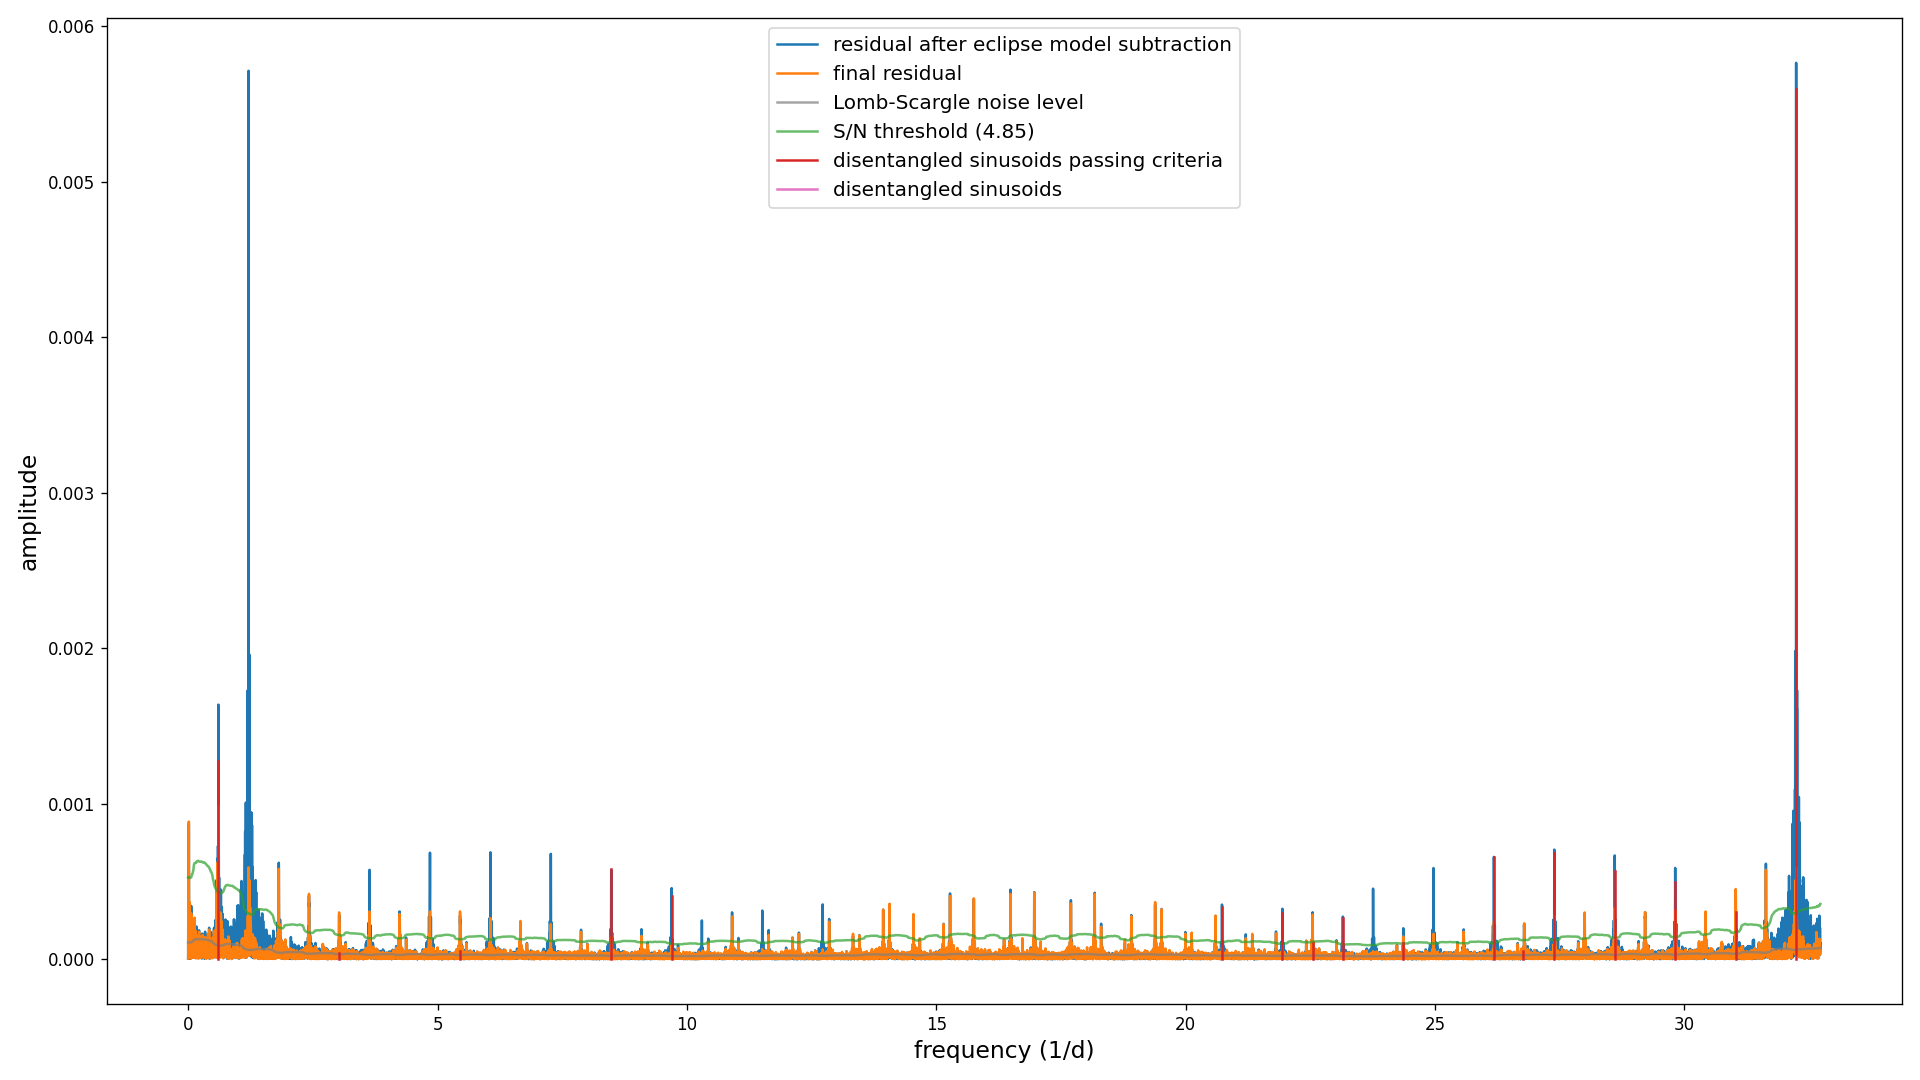 0.006
0.005
0.004
0.003
0.002
0.001
0.000
amplitude
residual after eclipse model subtraction
final residual
Lomb-Scargle noise level
S/N threshold (4.85)
disentangled sinusoids passing criteria
disentangled sinusoids
0 5 10 15 20 25 30
frequency (1/d)